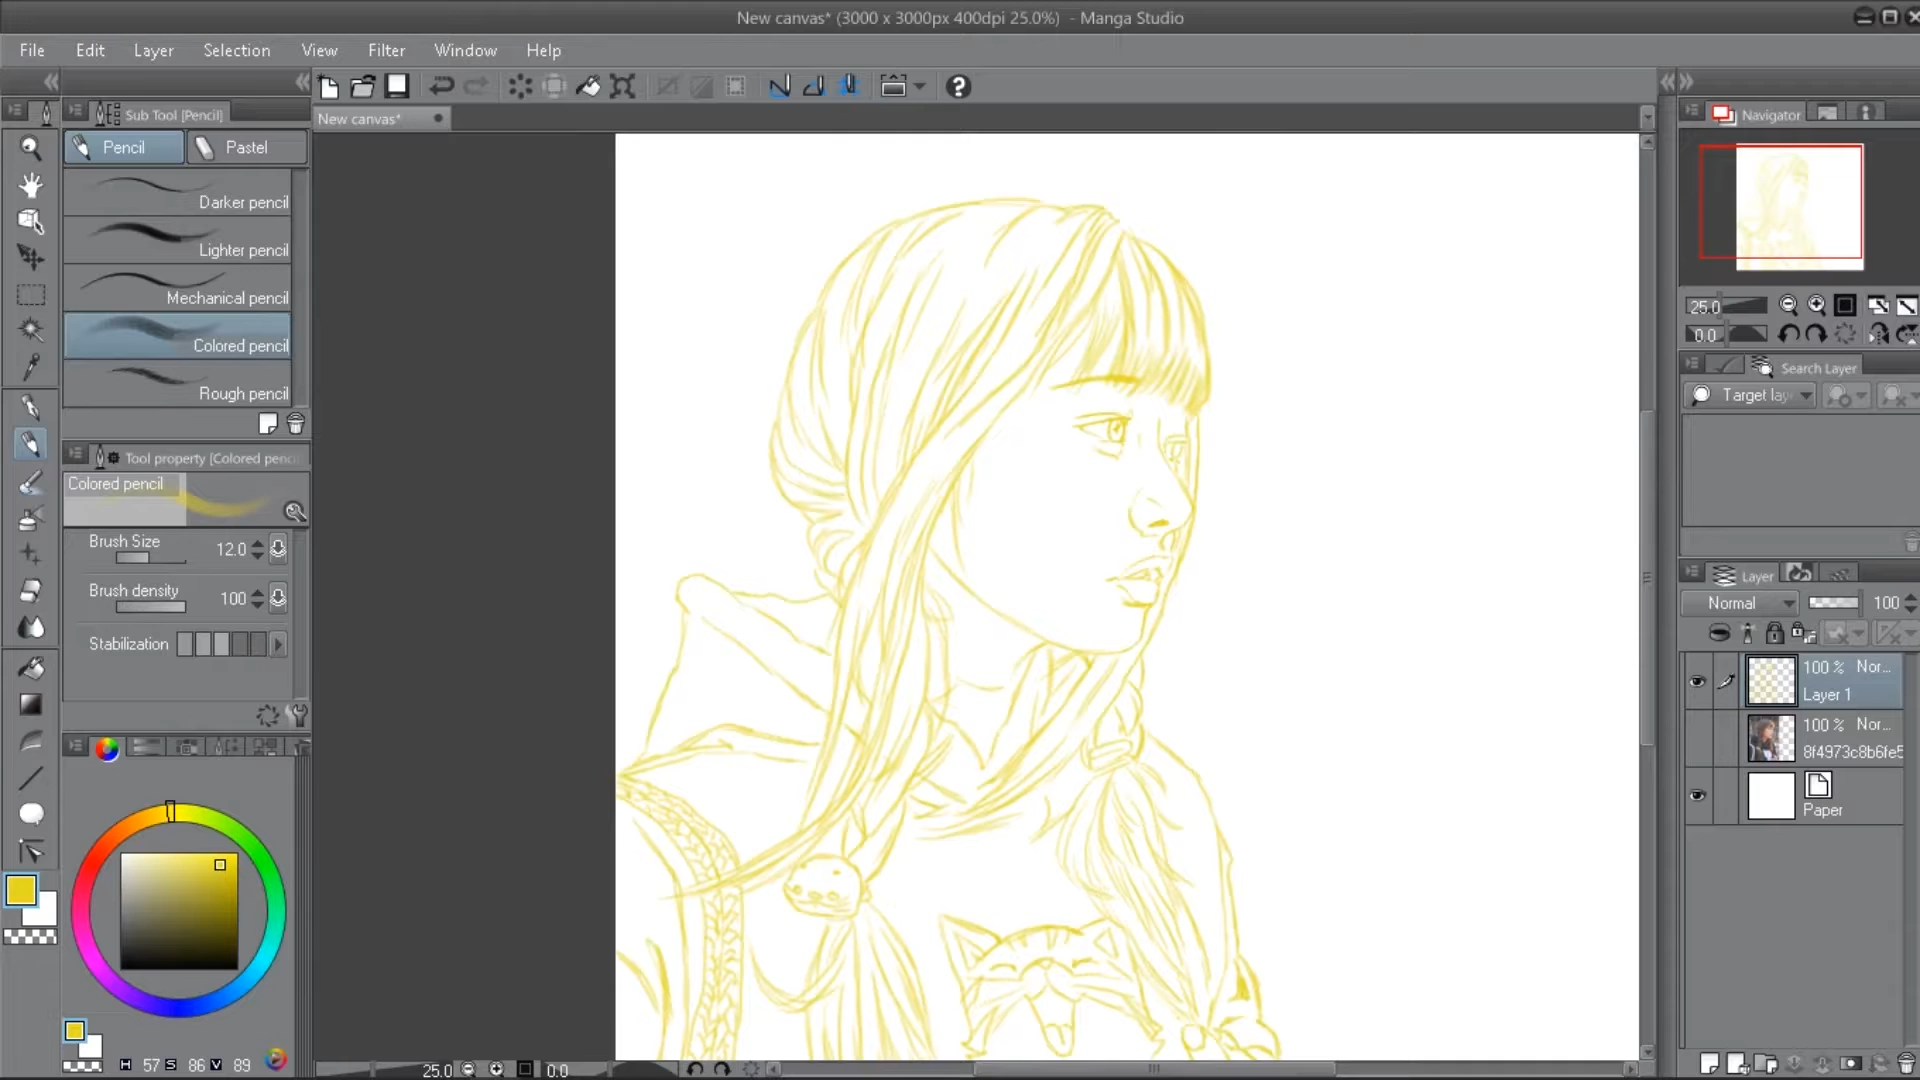 New canvas* (3000 x 3000px 400dpi 25.0%) - Manga Studio
File Edit Layer Selection View Filter Window Help
Sub Tool [Pencil]
New canvas*
Navigator
Pencil Pastel
Darker pencil
Lighter pencil
Mechanical pencil
Colored pencil
Rough pencil
25.0
0.0
Search Layer
Target lay
Tool property [Colored penc
Colored pencil
Brush Size 12.0
Brush density 100
Stabilization
Layer
Normal 100
100 % Nor...
Layer 1
100 % Nor...
8f4973c8b6fe5
Paper
H 57 S 86 V 89
25.0 0.0